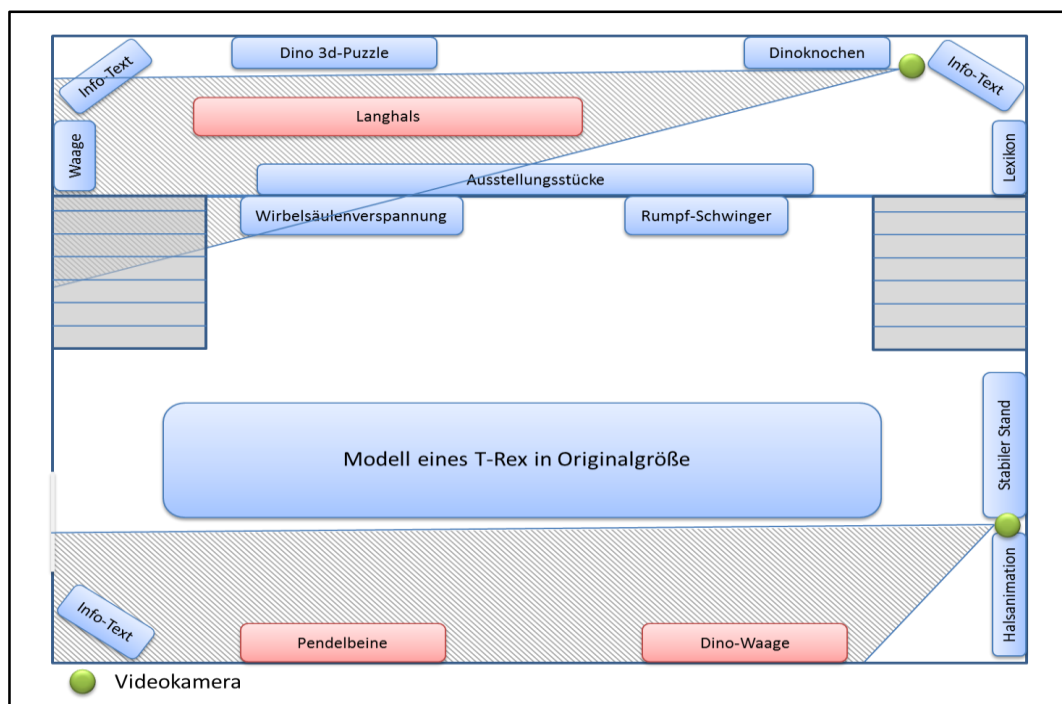 Info-Text
Dino 3d-Puzzle
Dinoknochen
Info-Text
Langhals
Waage
Lexikon
Ausstellungsstücke
Wirbelsäulenverspannung
Rumpf-Schwinger
Modell eines T-Rex in Originalgröße
Stabiler Stand
Halsanimation
Info-Text
Pendelbeine
Dino-Waage
Videokamera